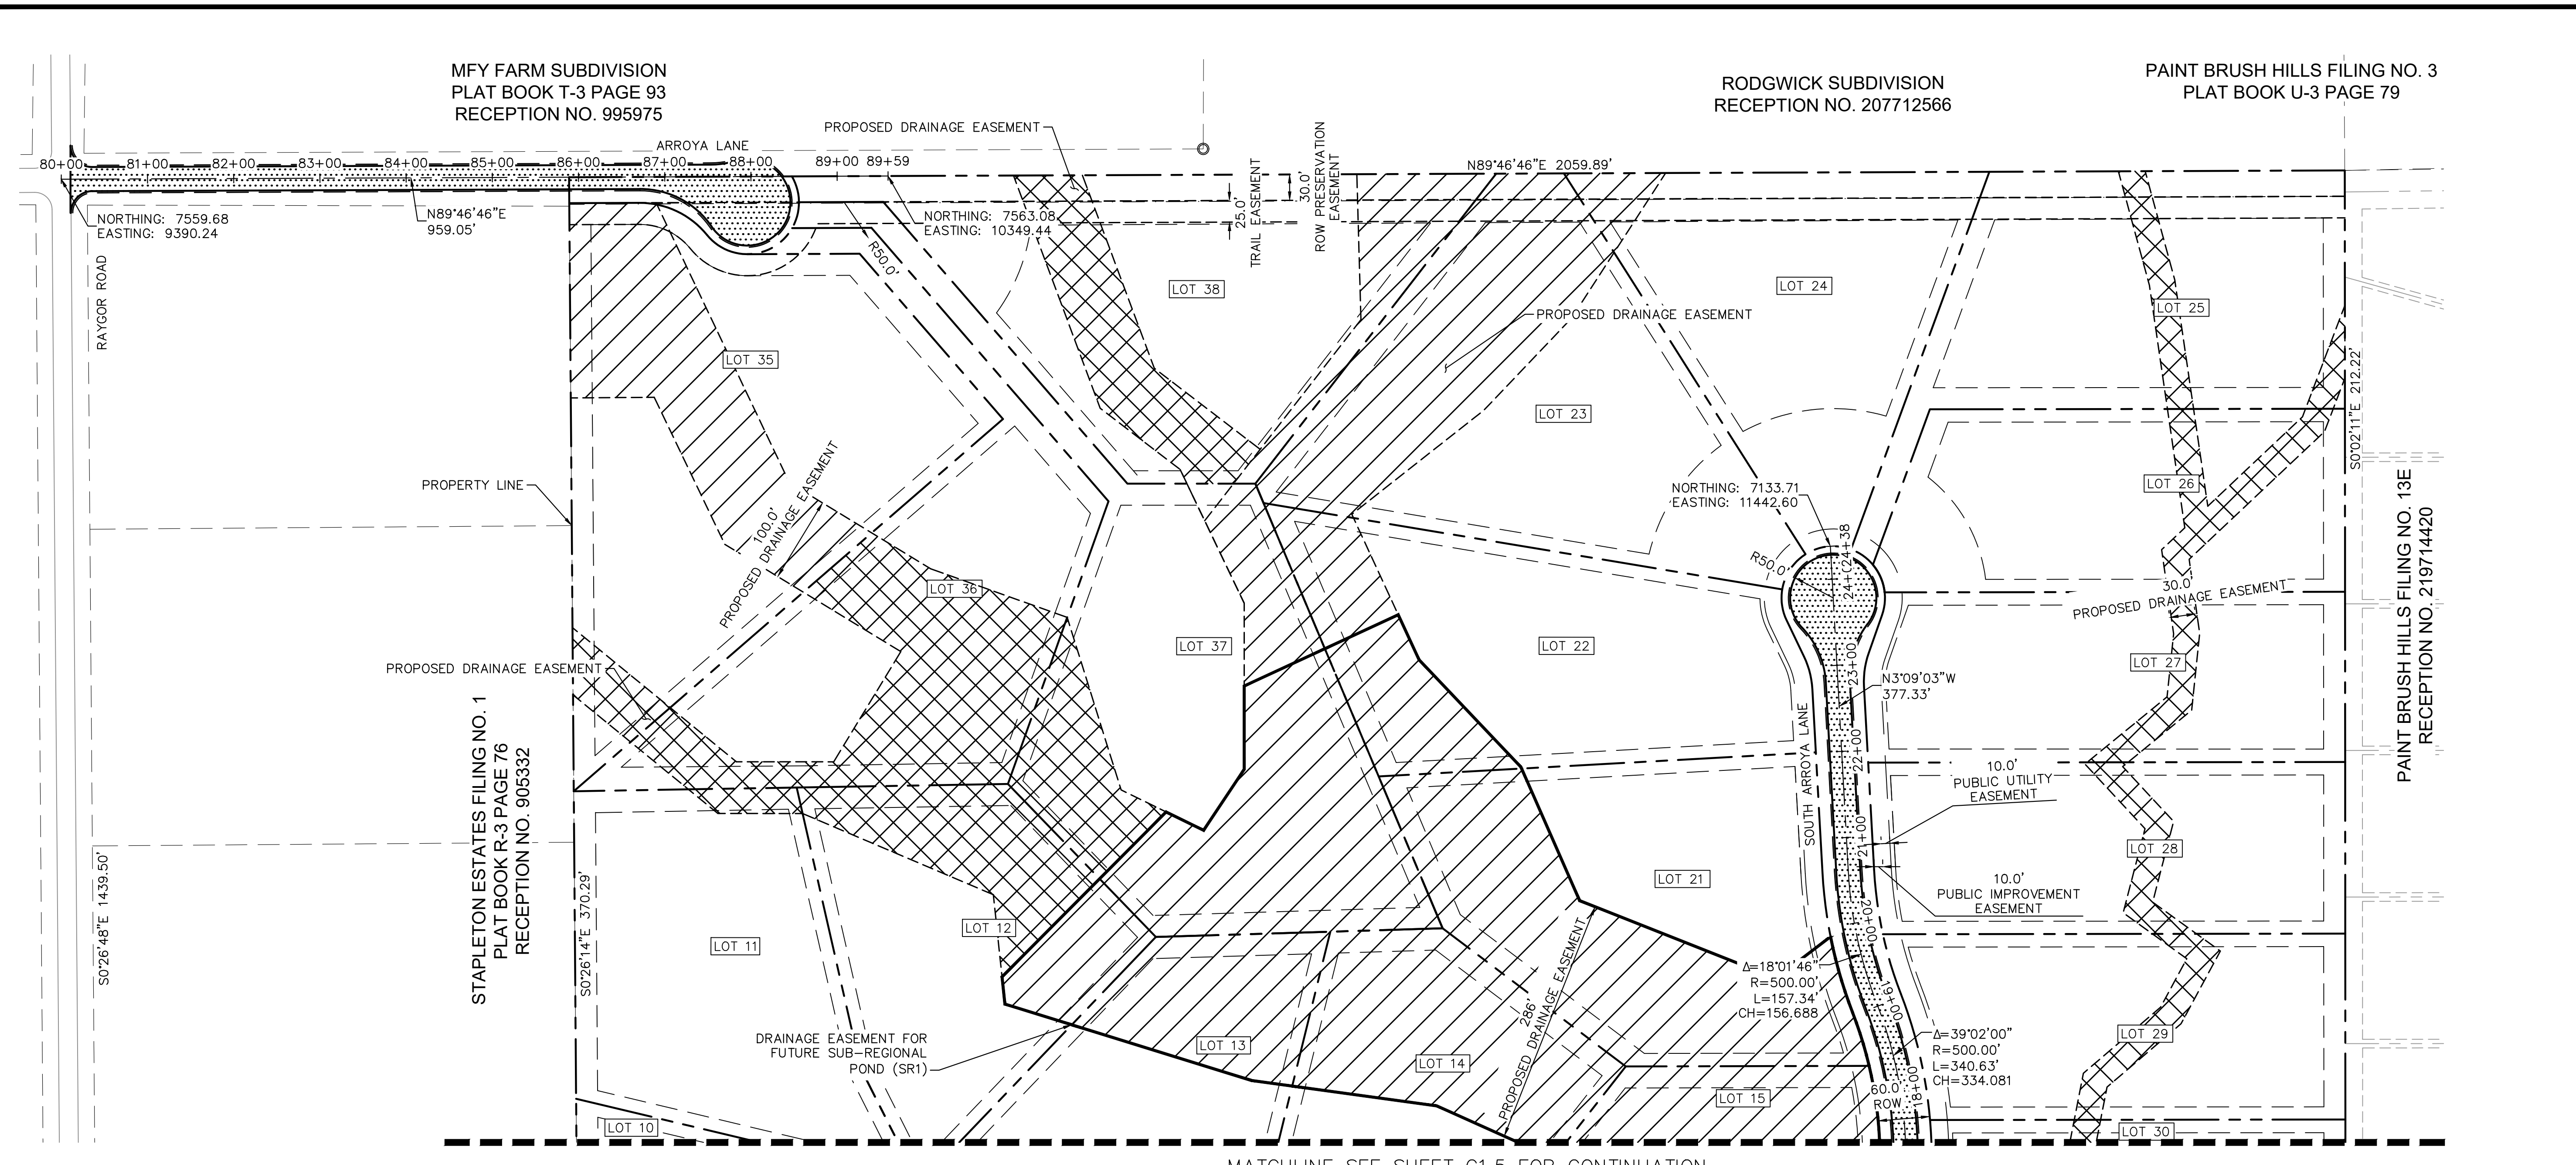 MFY FARM SUBDIVISION
PLAT BOOK T-3 PAGE 93
RECEPTION NO. 995975
RODGWICK SUBDIVISION
RECEPTION NO. 207712566
PAINT BRUSH HILLS FILING NO. 3
PLAT BOOK U-3 PAGE 79
PROPOSED DRAINAGE EASEMENT
ARROYA LANE
80+00
81+00
82+00
83+00
84+00
85+00
86+00
87+00
88+00
89+00
89+59
N89°46'46"E 2059.89'
NORTHING: 7559.68
EASTING: 9390.24
N89°46'46"E
959.05'
NORTHING: 7563.08
EASTING: 10349.44
25.0'
TRAIL EASEMENT
30.0'
ROW PRESERVATION
EASEMENT
RAYGOR ROAD
R50.0'
LOT 38
LOT 24
LOT 25
PROPOSED DRAINAGE EASEMENT
LOT 35
LOT 23
S0°02'11"E 212.22'
PROPERTY LINE
100.0'
PROPOSED DRAINAGE EASEMENT
LOT 26
NORTHING: 7133.71
EASTING: 11442.60
24+38
R50.0'
LOT 36
30.0'
PROPOSED DRAINAGE EASEMENT
PAINT BRUSH HILLS FILING NO. 13E
RECEPTION NO. 219714420
LOT 37
LOT 22
LOT 27
PROPOSED DRAINAGE EASEMENT
23+00
N3°09'03"W
377.33'
STAPLETON ESTATES FILING NO. 1
PLAT BOOK R-3 PAGE 76
RECEPTION NO. 905332
SOUTH ARROYA LANE
22+00
10.0'
PUBLIC UTILITY
EASEMENT
21+00
LOT 28
LOT 21
10.0'
PUBLIC IMPROVEMENT
EASEMENT
S0°26'48"E 1439.50'
S0°26'14"E 370.29'
LOT 11
LOT 12
20+00
286'
PROPOSED DRAINAGE EASEMENT
Δ=18°01'46"
R=500.00'
L=157.34'
CH=156.688
19+00
DRAINAGE EASEMENT FOR
FUTURE SUB-REGIONAL
POND (SR1)
LOT 13
LOT 14
LOT 29
Δ=39°02'00"
R=500.00'
L=340.63'
CH=334.081
60.0'
ROW
18+00
LOT 15
LOT 10
LOT 30
MATCHLINE SEE SHEET C1.5 FOR CONTINUATION